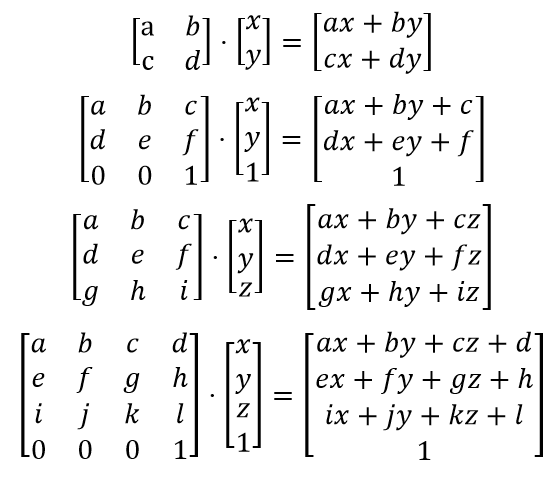 [a b; c d] · [x; y] = [ax + by; cx + dy]
[a b c; d e f; 0 0 1] · [x; y; 1] = [ax + by + c; dx + ey + f; 1]
[a b c; d e f; g h i] · [x; y; z] = [ax + by + cz; dx + ey + fz; gx + hy + iz]
[a b c d; e f g h; i j k l; 0 0 0 1] · [x; y; z; 1] = [ax + by + cz + d; ex + fy + gz + h; ix + jy + kz + l; 1]